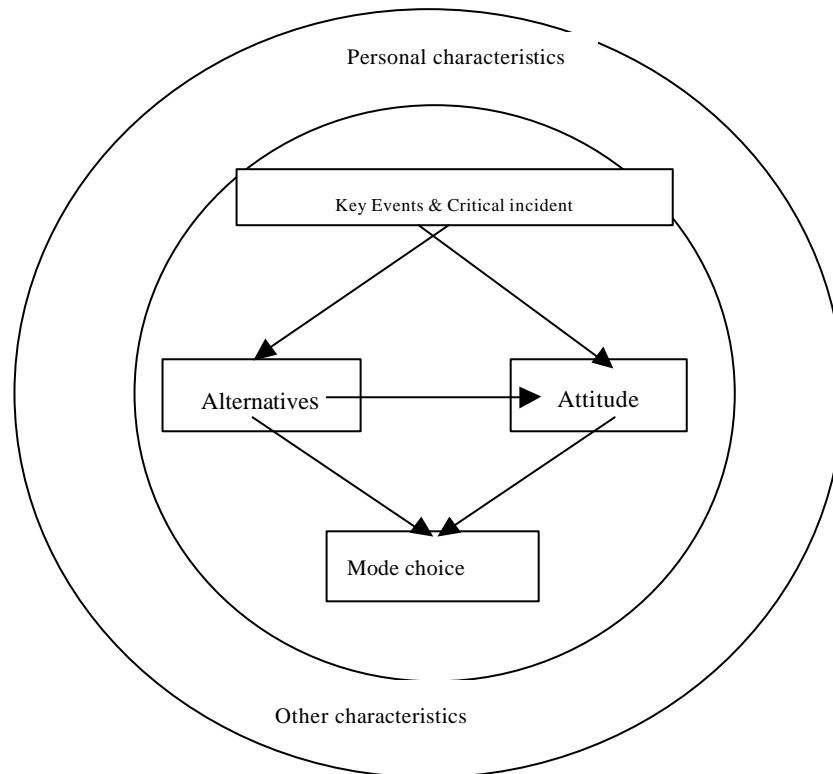 Personal characteristics
Key Events & Critical incident
Alternatives
Attitude
Mode choice
Other characteristics